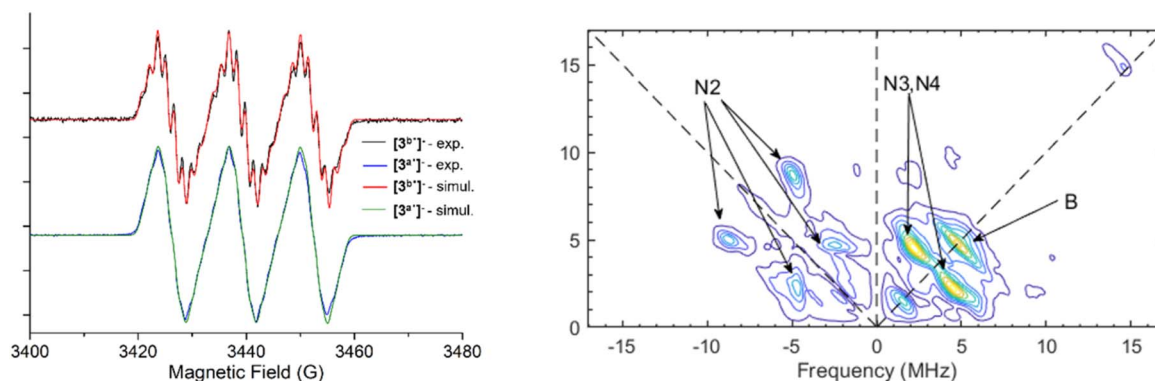 [3ᵇ˙]⁻ - exp.
[3ᵃ˙]⁻ - exp.
[3ᵇ˙]⁻ - simul.
[3ᵃ˙]⁻ - simul.
3400 3420 3440 3460 3480
Magnetic Field (G)
15
10
5
0
N2
N3,N4
B
-15 -10 -5 0 5 10 15
Frequency (MHz)